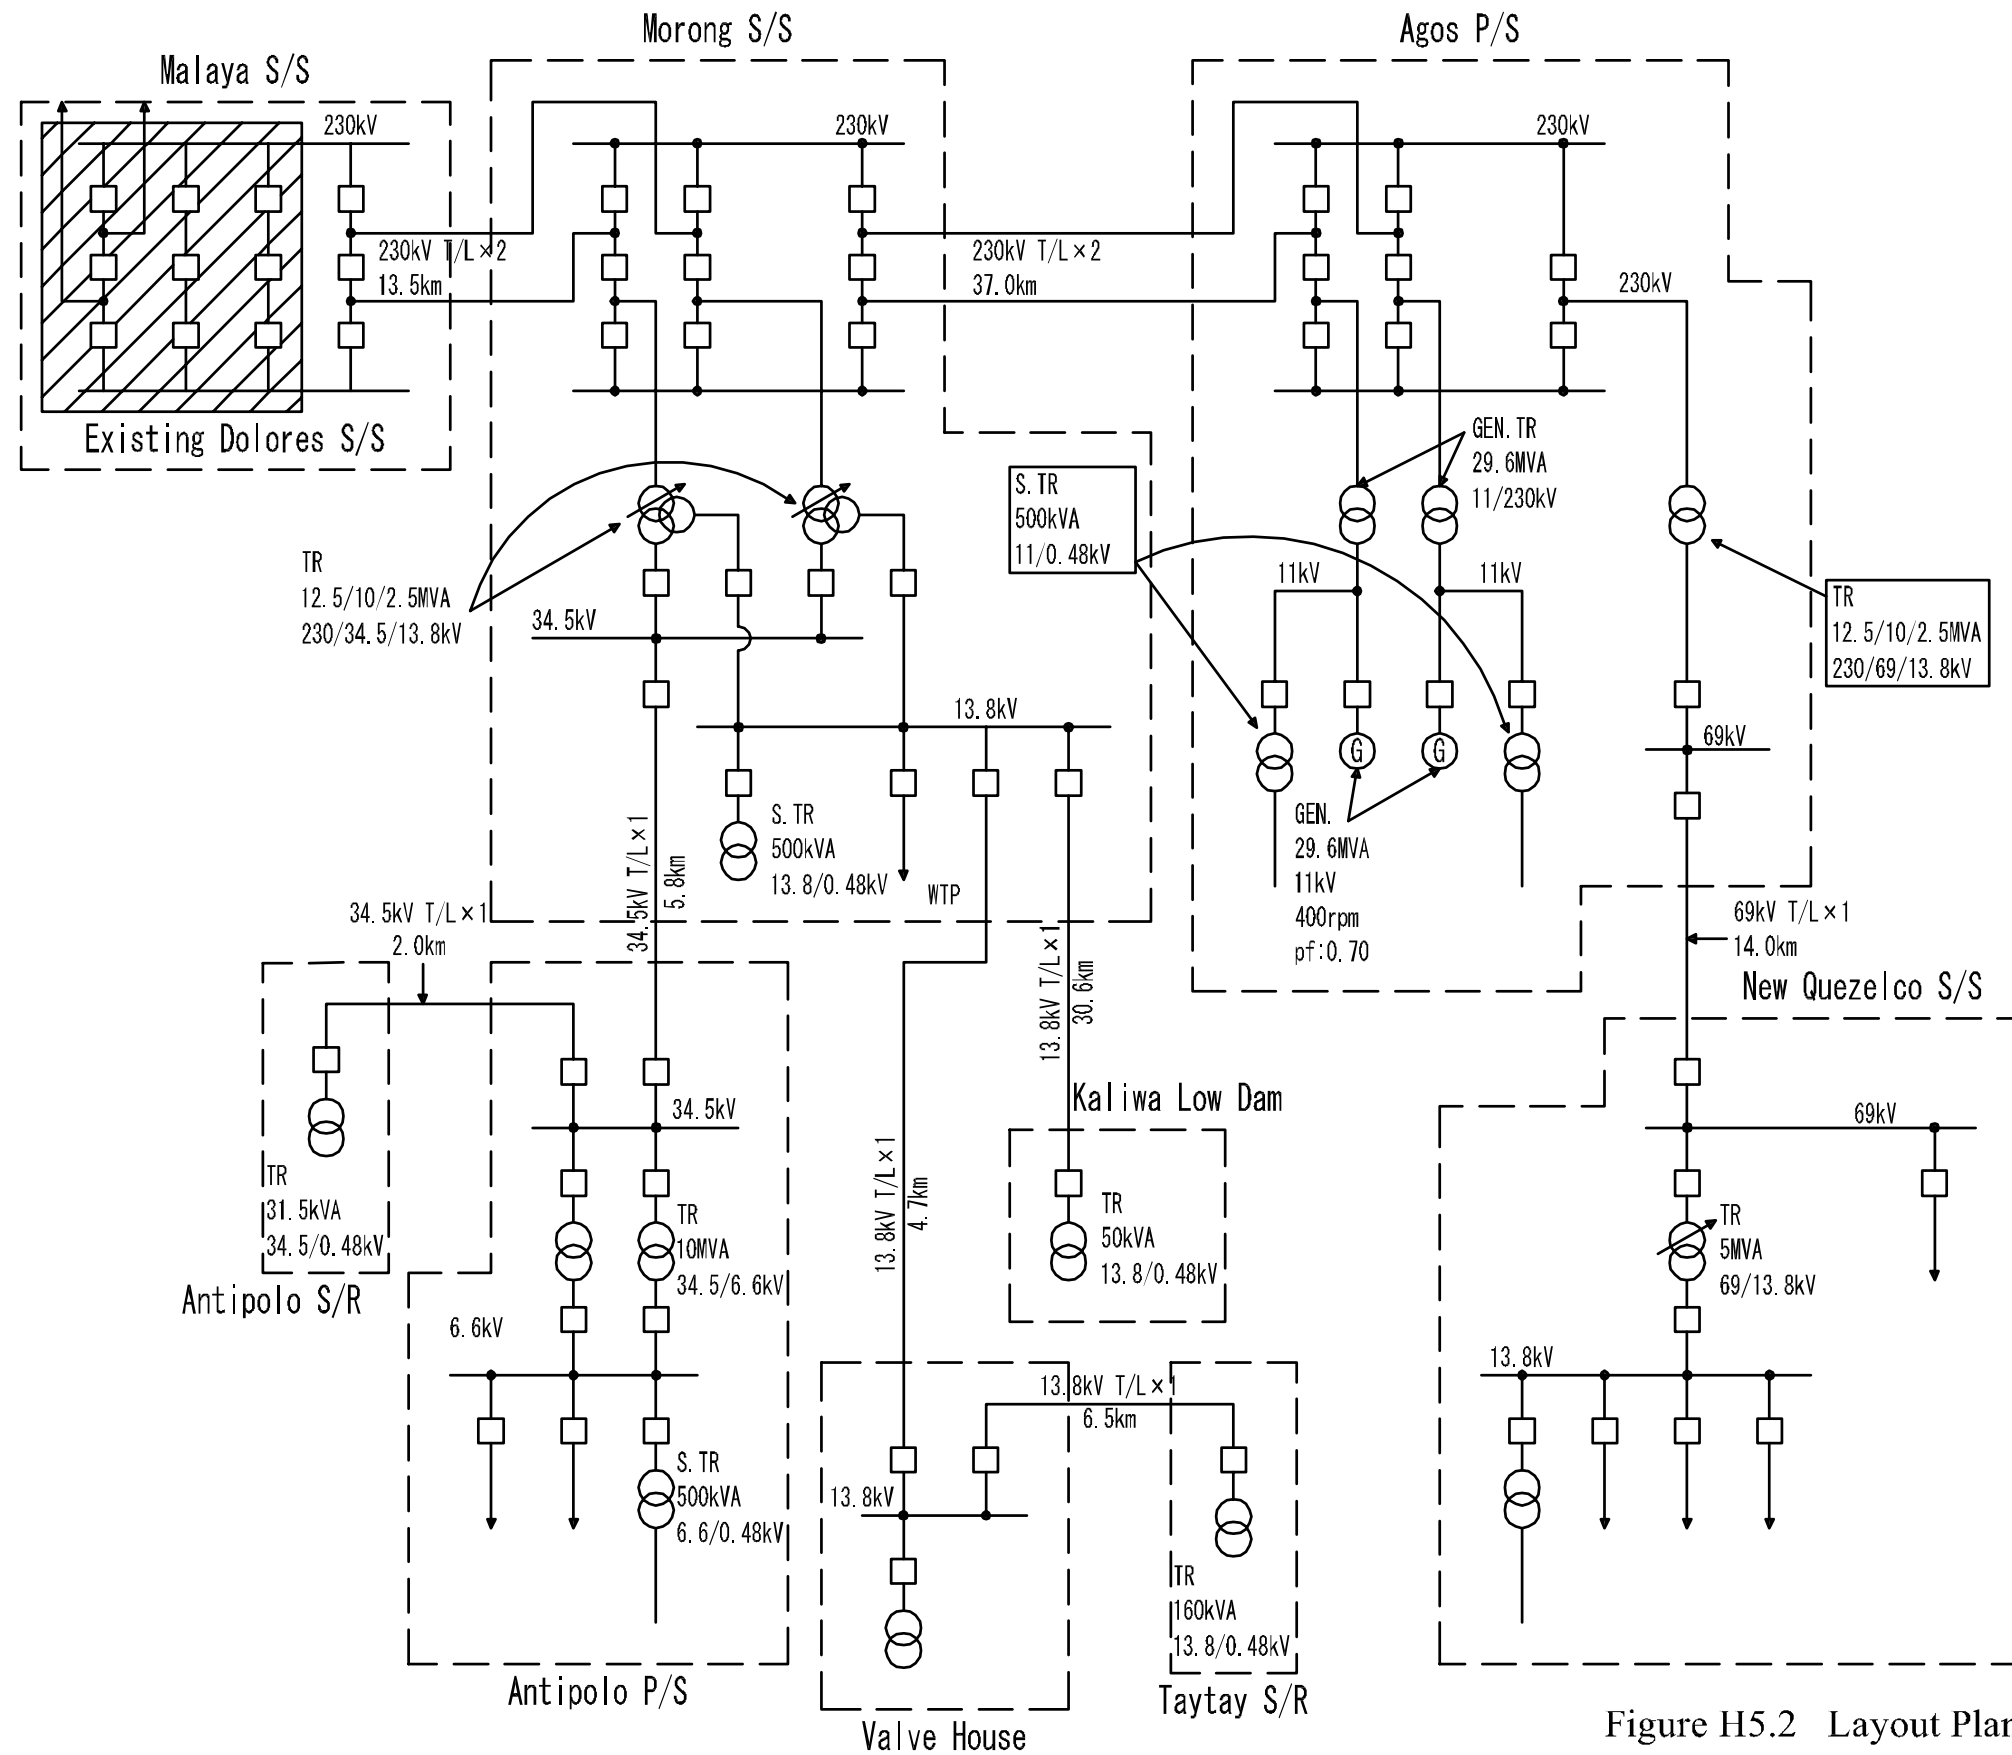 Malaya S/S
Morong S/S
Agos P/S
230kV
230kV
230kV
230kV T/L×2
13.5km
230kV T/L×2
37.0km
230kV
Existing Dolores S/S
TR
12.5/10/2.5MVA
230/34.5/13.8kV
S.TR
500kVA
11/0.48kV
GEN.TR
29.6MVA
11/230kV
11kV
11kV
TR
12.5/10/2.5MVA
230/69/13.8kV
34.5kV
13.8kV
69kV
S.TR
500kVA
13.8/0.48kV
WTP
GEN.
29.6MVA
11kV
400rpm
pf:0.70
34.5kV T/L×1
5.8km
34.5kV T/L×1
2.0km
13.8kV T/L×1
30.6km
69kV T/L×1
14.0km
New Quezelco S/S
TR
31.5kVA
34.5/0.48kV
Antipolo S/R
34.5kV
TR
10MVA
34.5/6.6kV
6.6kV
S.TR
500kVA
6.6/0.48kV
Antipolo P/S
13.8kV T/L×1
4.7km
Kaliwa Low Dam
TR
50kVA
13.8/0.48kV
13.8kV T/L×1
6.5km
13.8kV
Valve House
TR
160kVA
13.8/0.48kV
Taytay S/R
69kV
TR
5MVA
69/13.8kV
13.8kV
Figure H5.2 Layout Plan